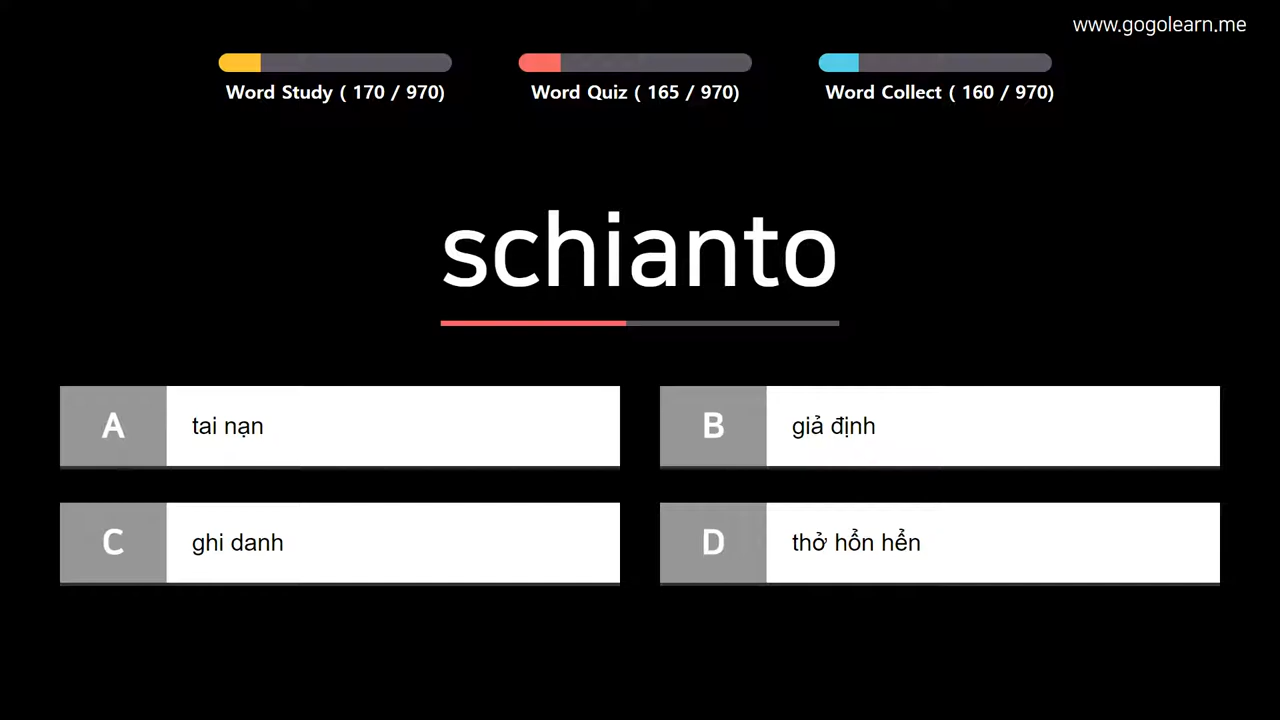 www.gogolearn.me
Word Study ( 170 / 970)
Word Quiz ( 165 / 970)
Word Collect ( 160 / 970)
schianto
A tai nạn
B giả định
C ghi danh
D thở hổn hển